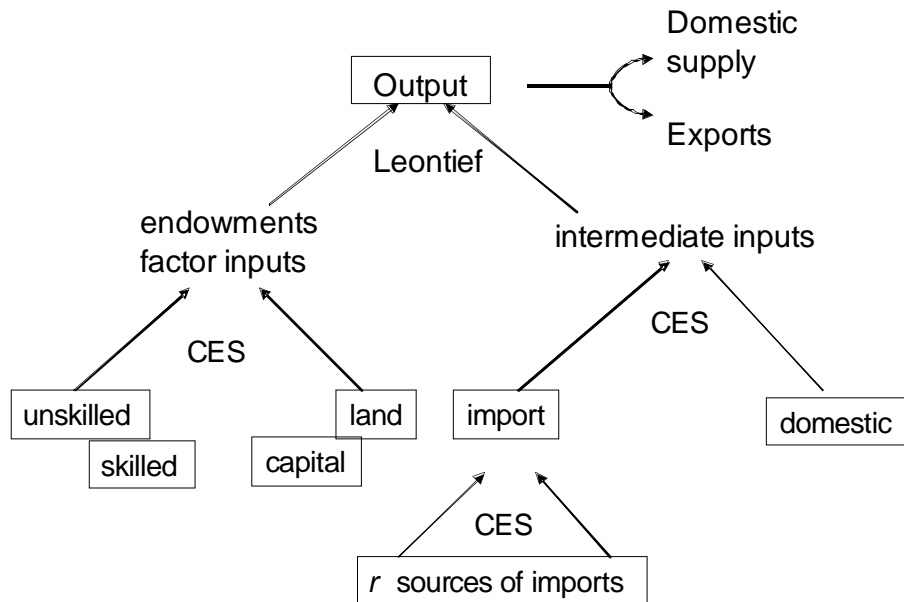 Domestic
supply
Output
Exports
Leontief
endowments
factor inputs
intermediate inputs
CES
CES
unskilled
land
import
domestic
skilled
capital
CES
r sources of imports